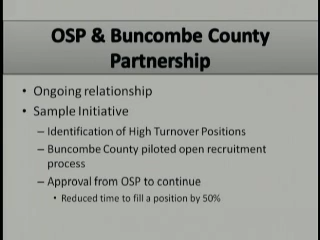 OSP & Buncombe County
Partnership
• Ongoing relationship
• Sample Initiative
– Identification of High Turnover Positions
– Buncombe County piloted open recruitment
process
– Approval from OSP to continue
• Reduced time to fill a position by 50%